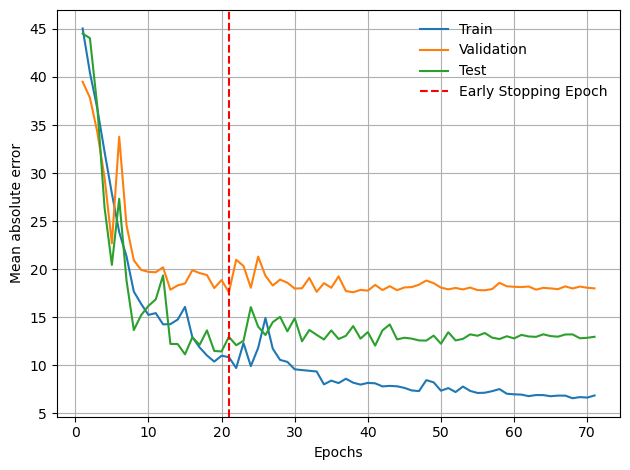 45
40
35
30
25
20
15
10
5
Mean absolute error
Train
Validation
Test
Early Stopping Epoch
0 10 20 30 40 50 60 70
Epochs